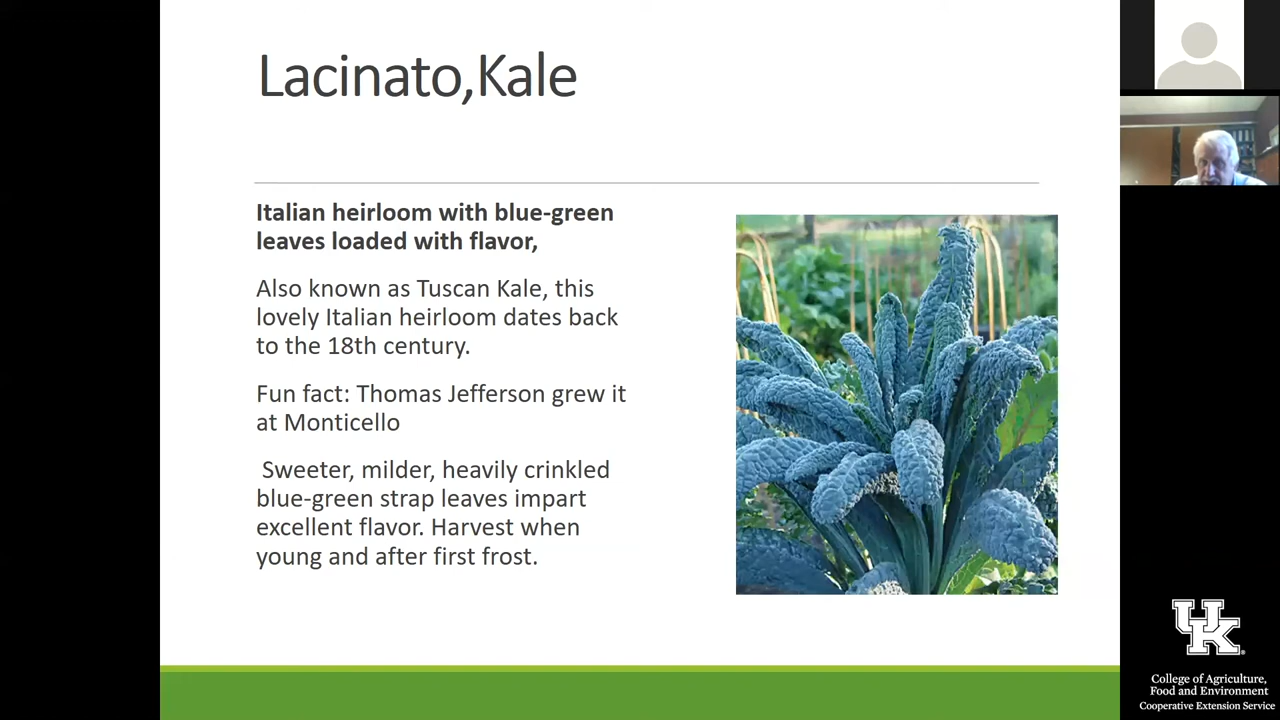 Lacinato,Kale
Italian heirloom with blue-green
leaves loaded with flavor,
Also known as Tuscan Kale, this
lovely Italian heirloom dates back
to the 18th century.
Fun fact: Thomas Jefferson grew it
at Monticello
Sweeter, milder, heavily crinkled
blue-green strap leaves impart
excellent flavor. Harvest when
young and after first frost.
UK
College of Agriculture,
Food and Environment
Cooperative Extension Service